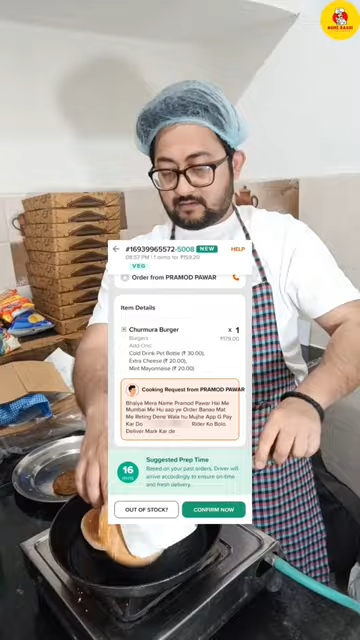 HOME BASED
← #16939965572-5008 NEW HELP
08:57 PM | 1 items for ₹159.20
VEG
Order from PRAMOD PAWAR
Item Details
Churmura Burger x 1
Burgers ₹179.00
Add-Ons:
Cold Drink Pet Bottle (₹ 30.00),
Extra Cheese (₹ 20.00),
Mint Mayonnaise (₹ 20.00)
Cooking Request from PRAMOD PAWAR
Bhaiya Mera Name Pramod Pawar Hai Me
Mumbai Me Hu aap ye Order Banao Mat
Me Reting Dene Wala hu Mujhe App G Pay
Kar Do Rider Ko Bolo
Deliver Mark Kar de
16
mins
Suggested Prep Time
Based on your past orders. Driver will
arrive accordingly to ensure on-time
and fresh delivery.
OUT OF STOCK? CONFIRM NOW